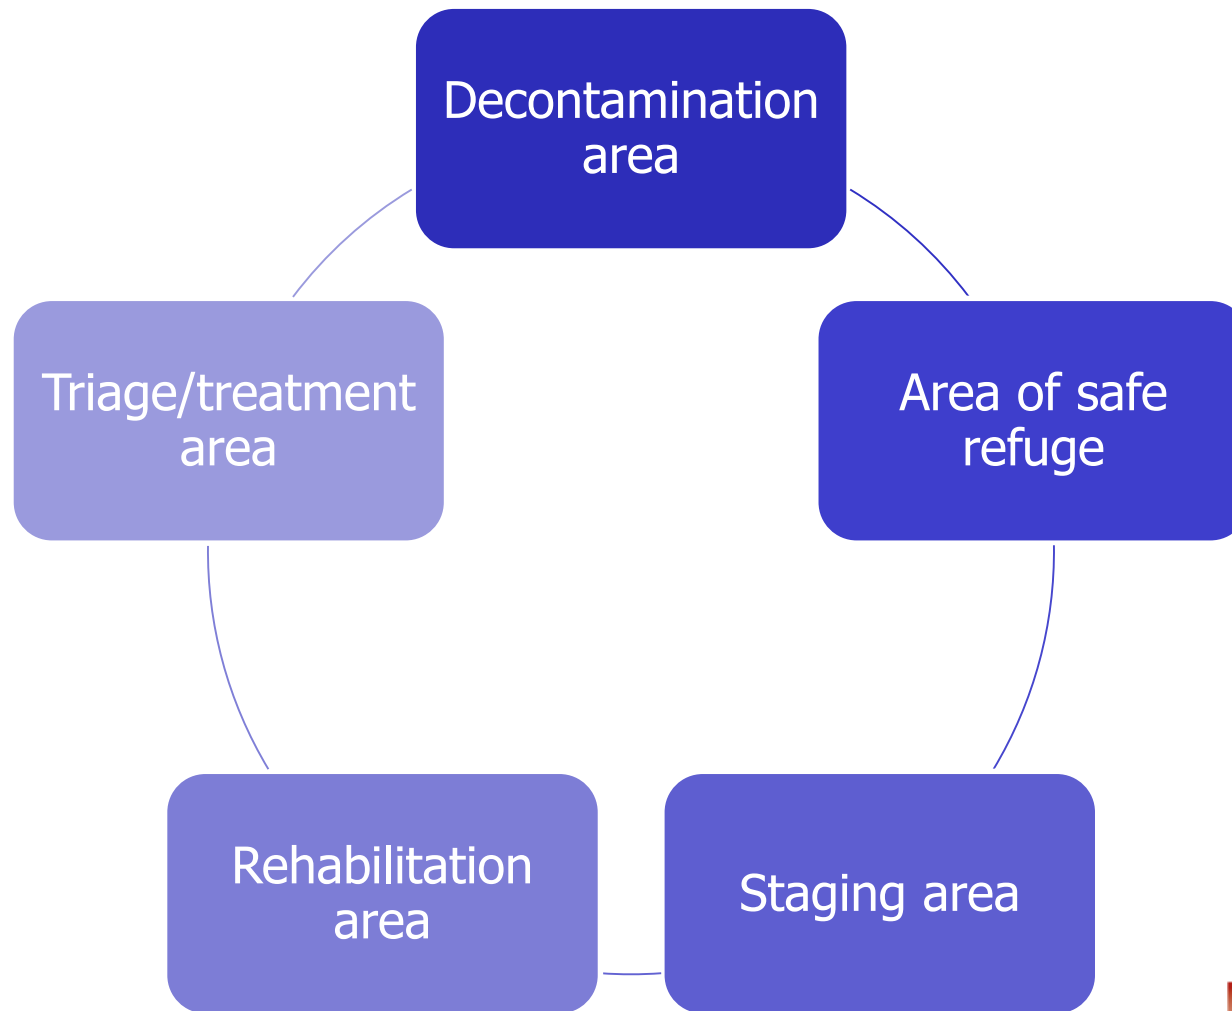 Decontamination
area
Area of safe
refuge
Staging area
Rehabilitation
area
Triage/treatment
area